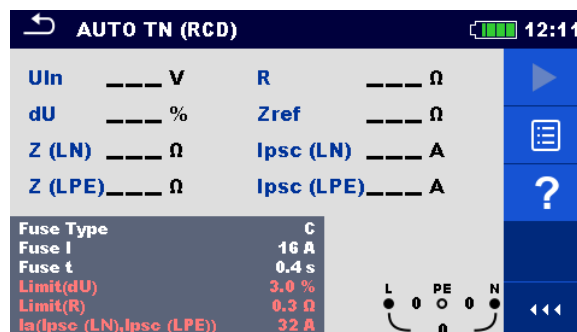 AUTO TN (RCD) 12:11
Uln ___ V R ___ Ω
dU ___ % Zref ___ Ω
Z (LN) ___ Ω Ipsc (LN) ___ A
Z (LPE)___ Ω Ipsc (LPE)___ A
?
Fuse Type C
Fuse I 16 A
Fuse t 0.4 s
Limit(dU) 3.0 %
Limit(R) 0.3 Ω
Ia(Ipsc (LN),Ipsc (LPE)) 32 A
L PE N
0 0
0